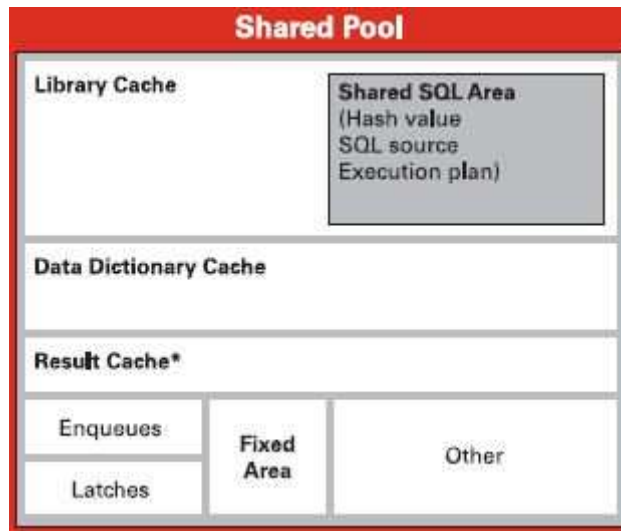 Shared Pool
Library Cache
Shared SQL Area
(Hash value
SQL source
Execution plan)
Data Dictionary Cache
Result Cache*
Enqueues
Latches
Fixed
Area
Other